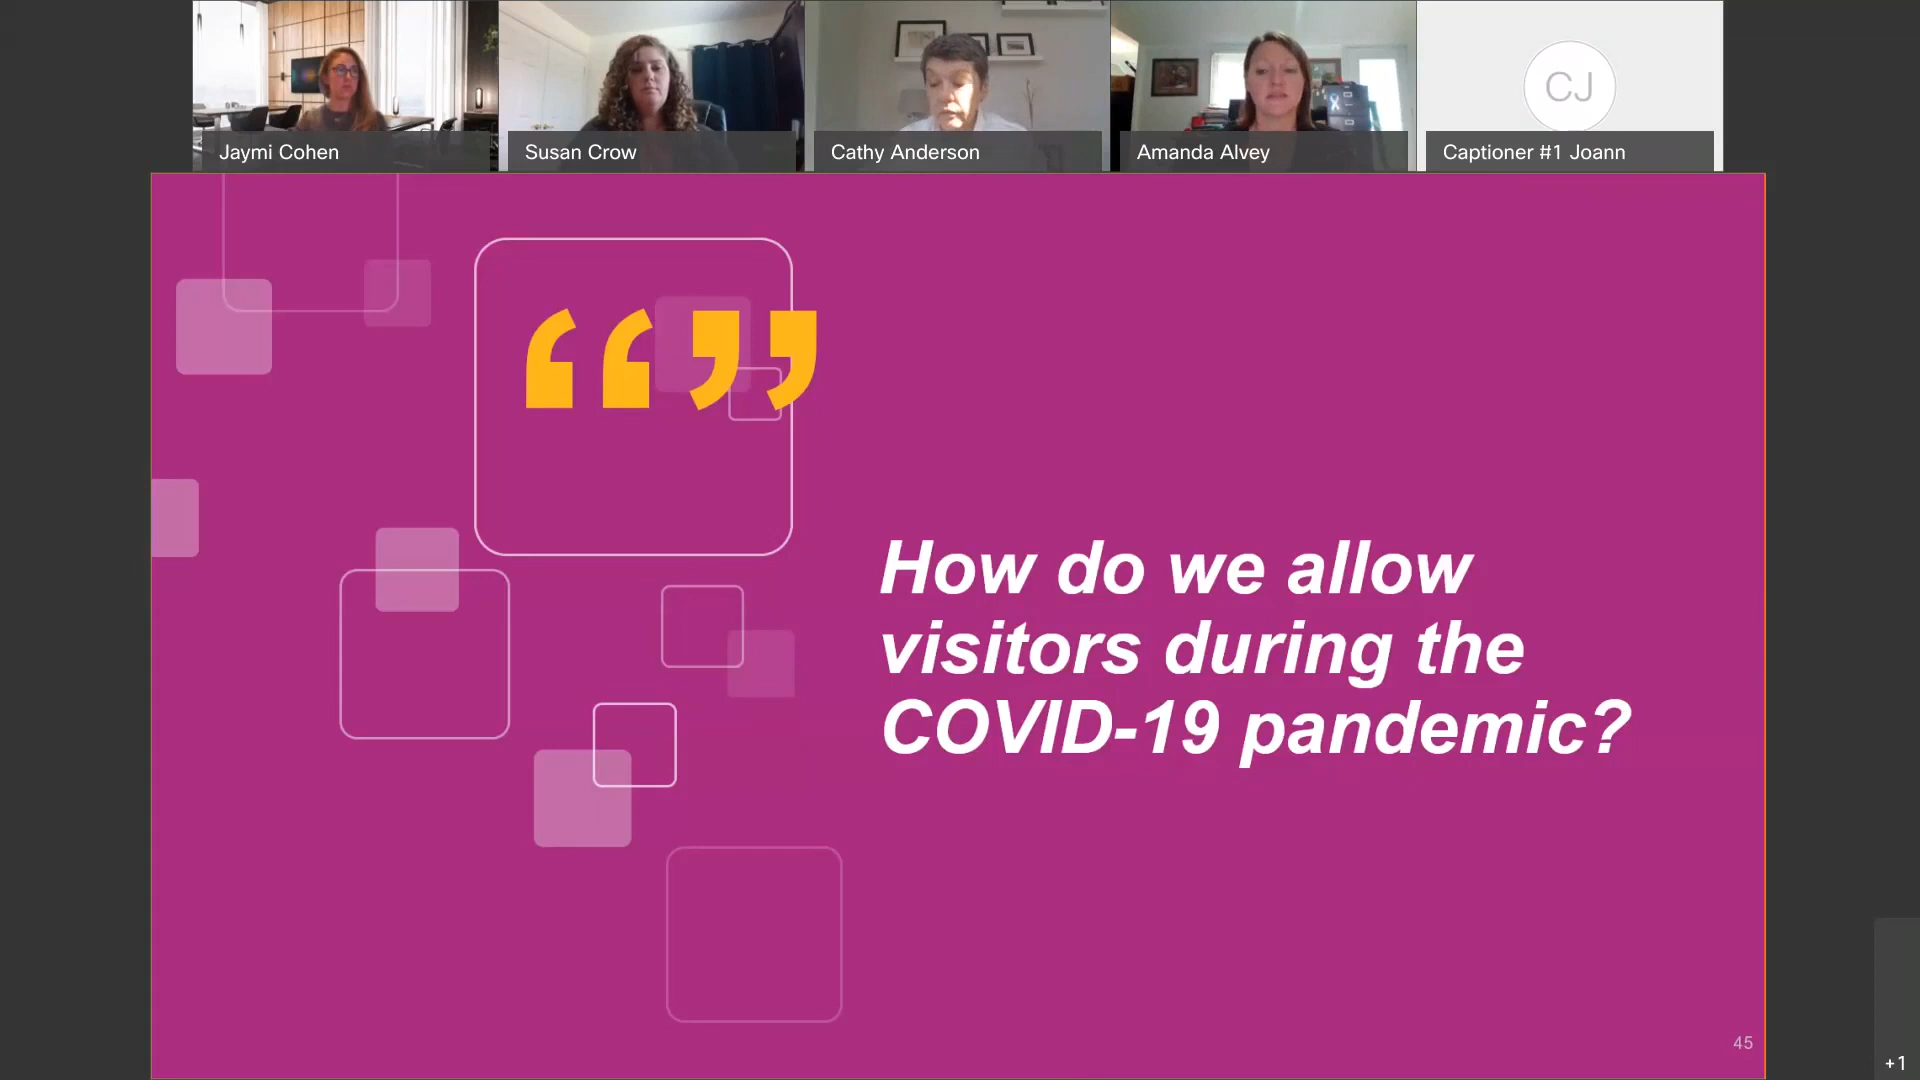 Jaymi Cohen
Susan Crow
Cathy Anderson
Amanda Alvey
CJ
Captioner #1 Joann
“ ”
How do we allow
visitors during the
COVID-19 pandemic?
45
+1